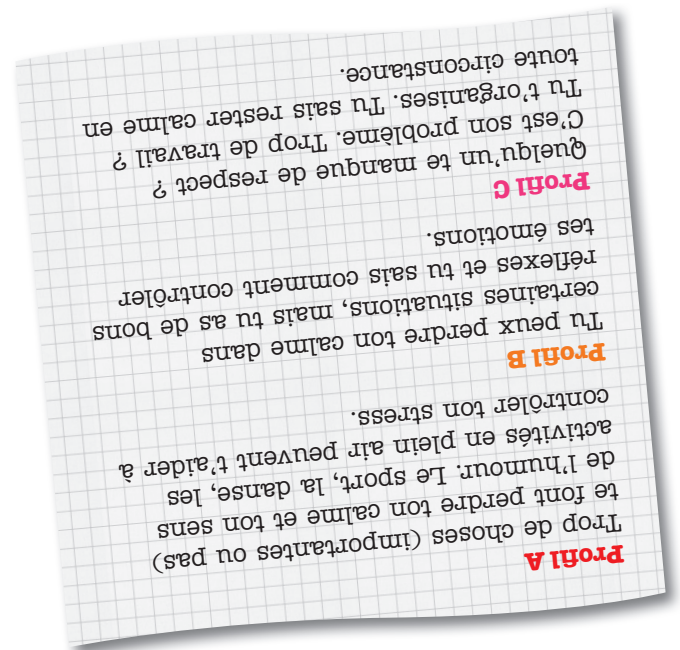 Profil A
Trop de choses (importantes ou pas)
te font perdre ton calme et ton sens
de l'humour. Le sport, la danse, les
activités en plein air peuvent t'aider à
contrôler ton stress.
Profil B
Tu peux perdre ton calme dans
certaines situations, mais tu as de bons
réflexes et tu sais comment contrôler
tes émotions.
Profil C
Quelqu'un te manque de respect ?
C'est son problème. Trop de travail ?
Tu t'organises. Tu sais rester calme en
toute circonstance.